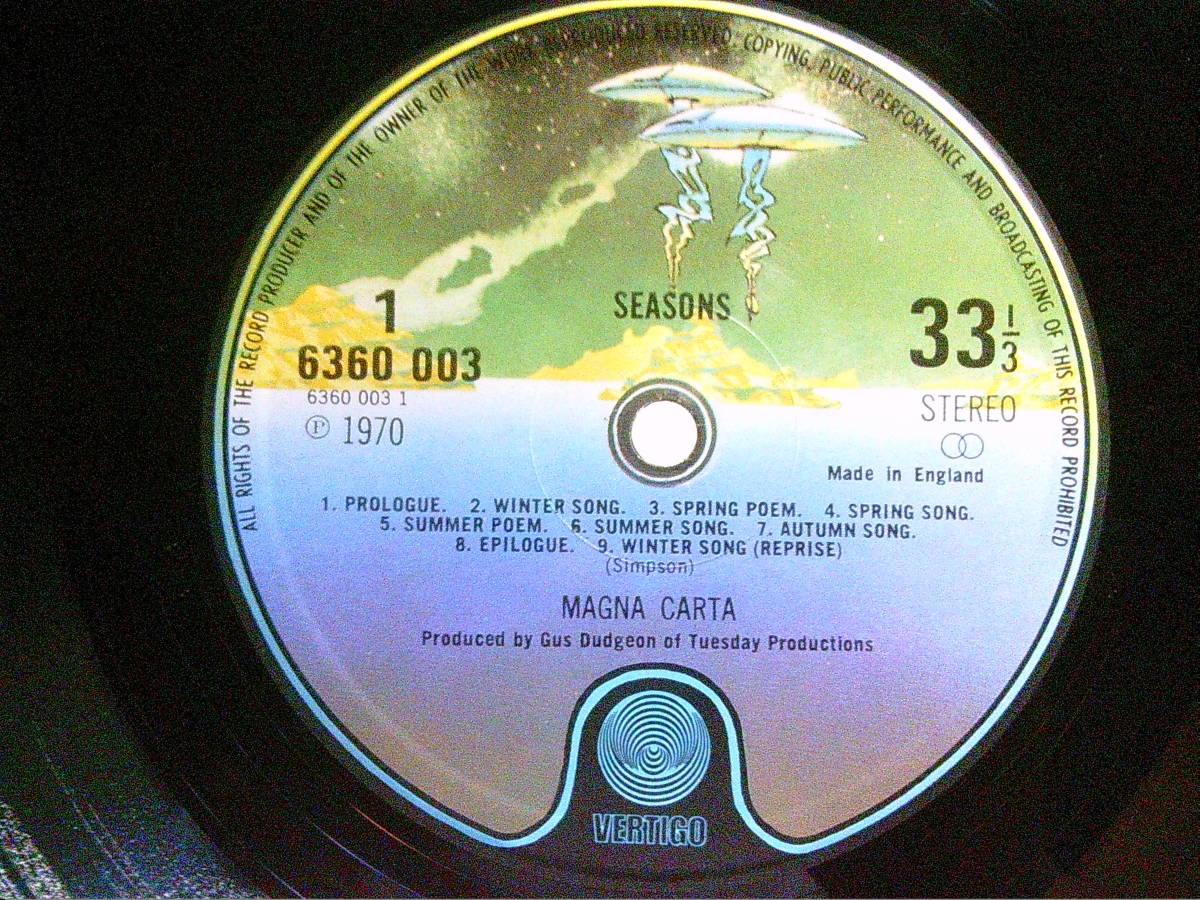 ALL RIGHTS OF THE RECORD PRODUCER AND OF THE OWNER OF THE WORK REPRODUCED RESERVED. COPYING, PUBLIC PERFORMANCE AND BROADCASTING OF THIS RECORD PROHIBITED
SEASONS
1
6360 003
6360 003 1
Ⓟ 1970
33 1/3
STEREO
Made in England
1. PROLOGUE. 2. WINTER SONG. 3. SPRING POEM. 4. SPRING SONG.
5. SUMMER POEM. 6. SUMMER SONG. 7. AUTUMN SONG.
8. EPILOGUE. 9. WINTER SONG (REPRISE)
(Simpson)
MAGNA CARTA
Produced by Gus Dudgeon of Tuesday Productions
VERTIGO